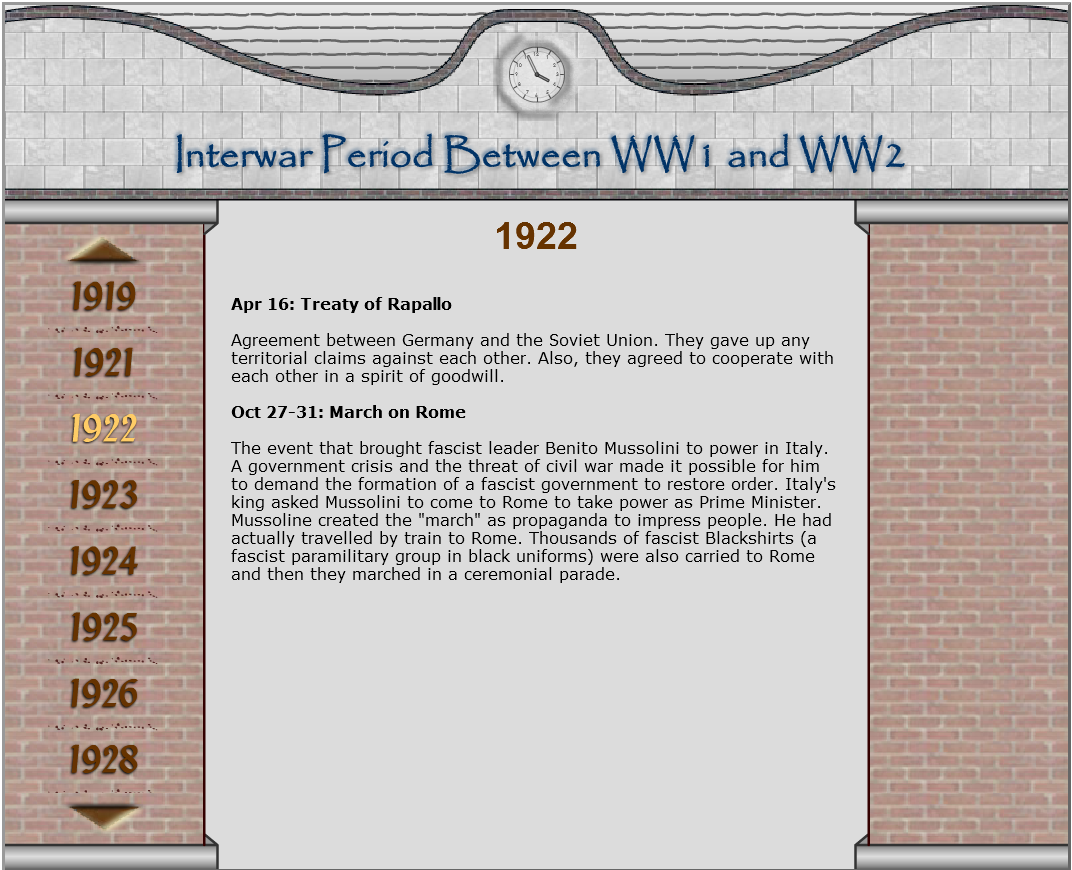 Interwar Period Between WW1 and WW2
1919
1921
1922
1923
1924
1925
1926
1928
1922
Apr 16: Treaty of Rapallo
Agreement between Germany and the Soviet Union. They gave up any
territorial claims against each other. Also, they agreed to cooperate with
each other in a spirit of goodwill.
Oct 27-31: March on Rome
The event that brought fascist leader Benito Mussolini to power in Italy.
A government crisis and the threat of civil war made it possible for him
to demand the formation of a fascist government to restore order. Italy's
king asked Mussolini to come to Rome to take power as Prime Minister.
Mussoline created the "march" as propaganda to impress people. He had
actually travelled by train to Rome. Thousands of fascist Blackshirts (a
fascist paramilitary group in black uniforms) were also carried to Rome
and then they marched in a ceremonial parade.